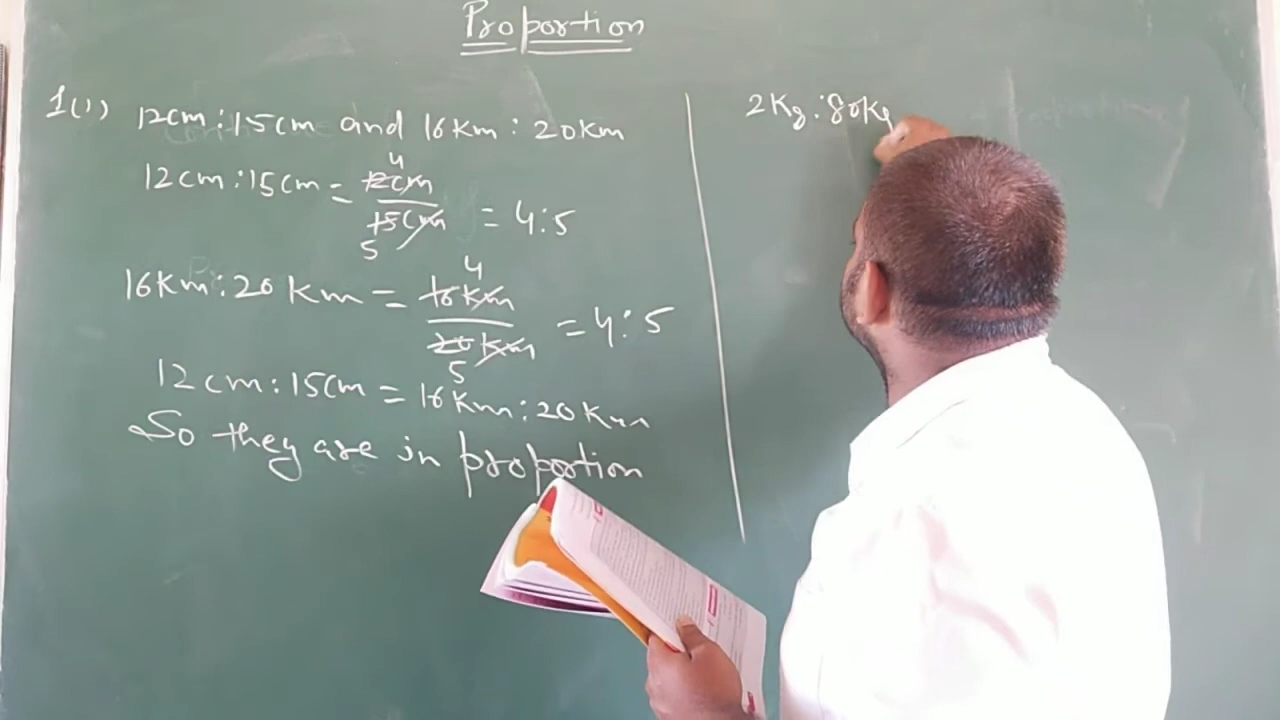 Proportion
1(1) 12cm:15cm and 16Km:20Km
12cm:15cm = 12cm/15cm 4/5 = 4:5
16Km:20Km = 16Km/20Km 4/5 = 4:5
12cm:15cm = 16Km:20Km
So they are in proportion
2Kg:80Kg